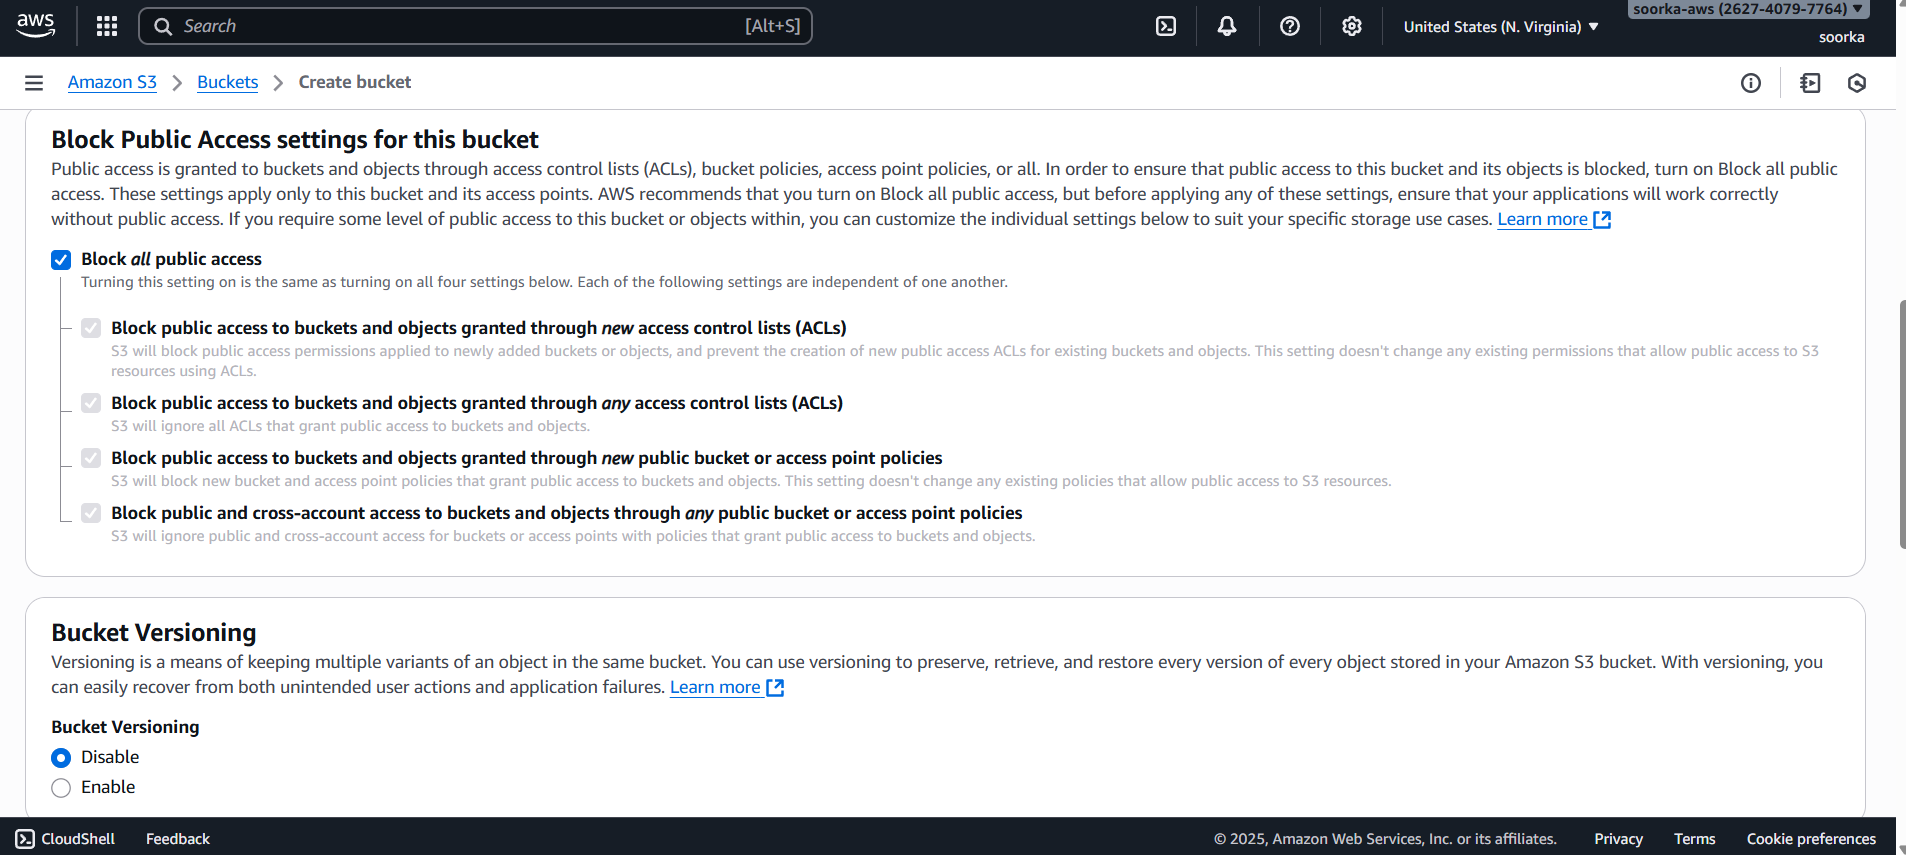 aws
Search
[Alt+S]
United States (N. Virginia)
soorka-aws (2627-4079-7764)
soorka
Amazon S3
Buckets
Create bucket
Block Public Access settings for this bucket
Public access is granted to buckets and objects through access control lists (ACLs), bucket policies, access point policies, or all. In order to ensure that public access to this bucket and its objects is blocked, turn on Block all public
access. These settings apply only to this bucket and its access points. AWS recommends that you turn on Block all public access, but before applying any of these settings, ensure that your applications will work correctly
without public access. If you require some level of public access to this bucket or objects within, you can customize the individual settings below to suit your specific storage use cases. Learn more
Block all public access
Turning this setting on is the same as turning on all four settings below. Each of the following settings are independent of one another.
Block public access to buckets and objects granted through new access control lists (ACLs)
S3 will block public access permissions applied to newly added buckets or objects, and prevent the creation of new public access ACLs for existing buckets and objects. This setting doesn't change any existing permissions that allow public access to S3
resources using ACLs.
Block public access to buckets and objects granted through any access control lists (ACLs)
S3 will ignore all ACLs that grant public access to buckets and objects.
Block public access to buckets and objects granted through new public bucket or access point policies
S3 will block new bucket and access point policies that grant public access to buckets and objects. This setting doesn't change any existing policies that allow public access to S3 resources.
Block public and cross-account access to buckets and objects through any public bucket or access point policies
S3 will ignore public and cross-account access for buckets or access points with policies that grant public access to buckets and objects.
Bucket Versioning
Versioning is a means of keeping multiple variants of an object in the same bucket. You can use versioning to preserve, retrieve, and restore every version of every object stored in your Amazon S3 bucket. With versioning, you
can easily recover from both unintended user actions and application failures. Learn more
Bucket Versioning
Disable
Enable
CloudShell
Feedback
© 2025, Amazon Web Services, Inc. or its affiliates.
Privacy
Terms
Cookie preferences